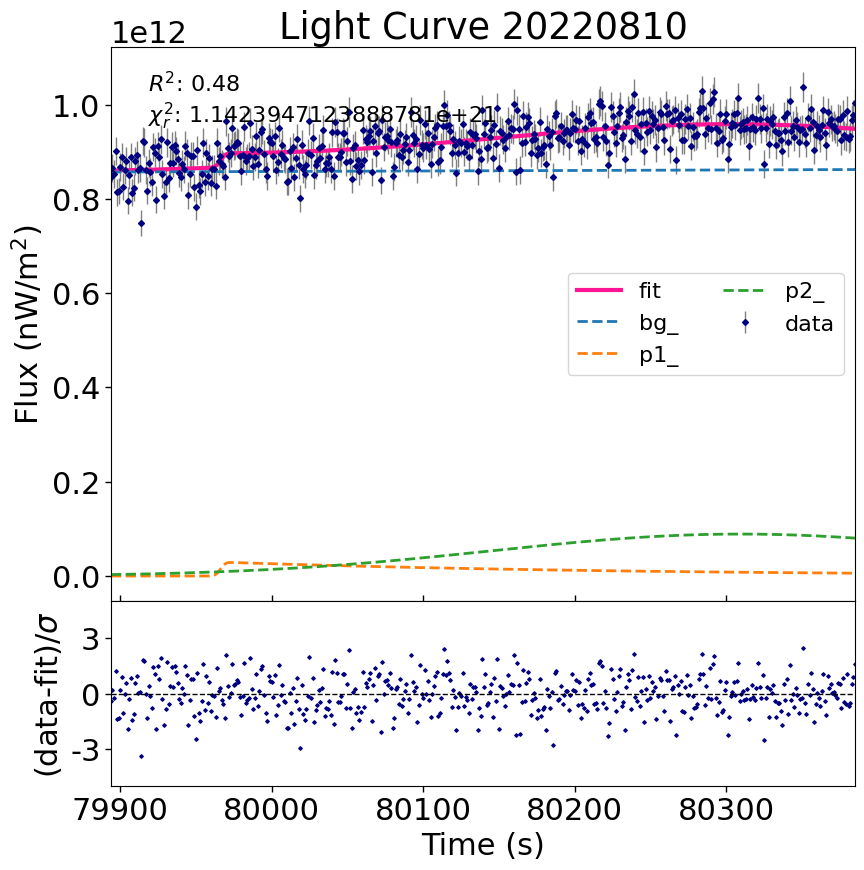 Light Curve 20220810
1e12
R²: 0.48
χ²ᵣ: 1.1423947123888781e+21
1.0
0.8
0.6
0.4
0.2
0.0
Flux (nW/m²)
fit
bg_
p1_
p2_
data
3
0
-3
(data-fit)/σ
79900 80000 80100 80200 80300
Time (s)